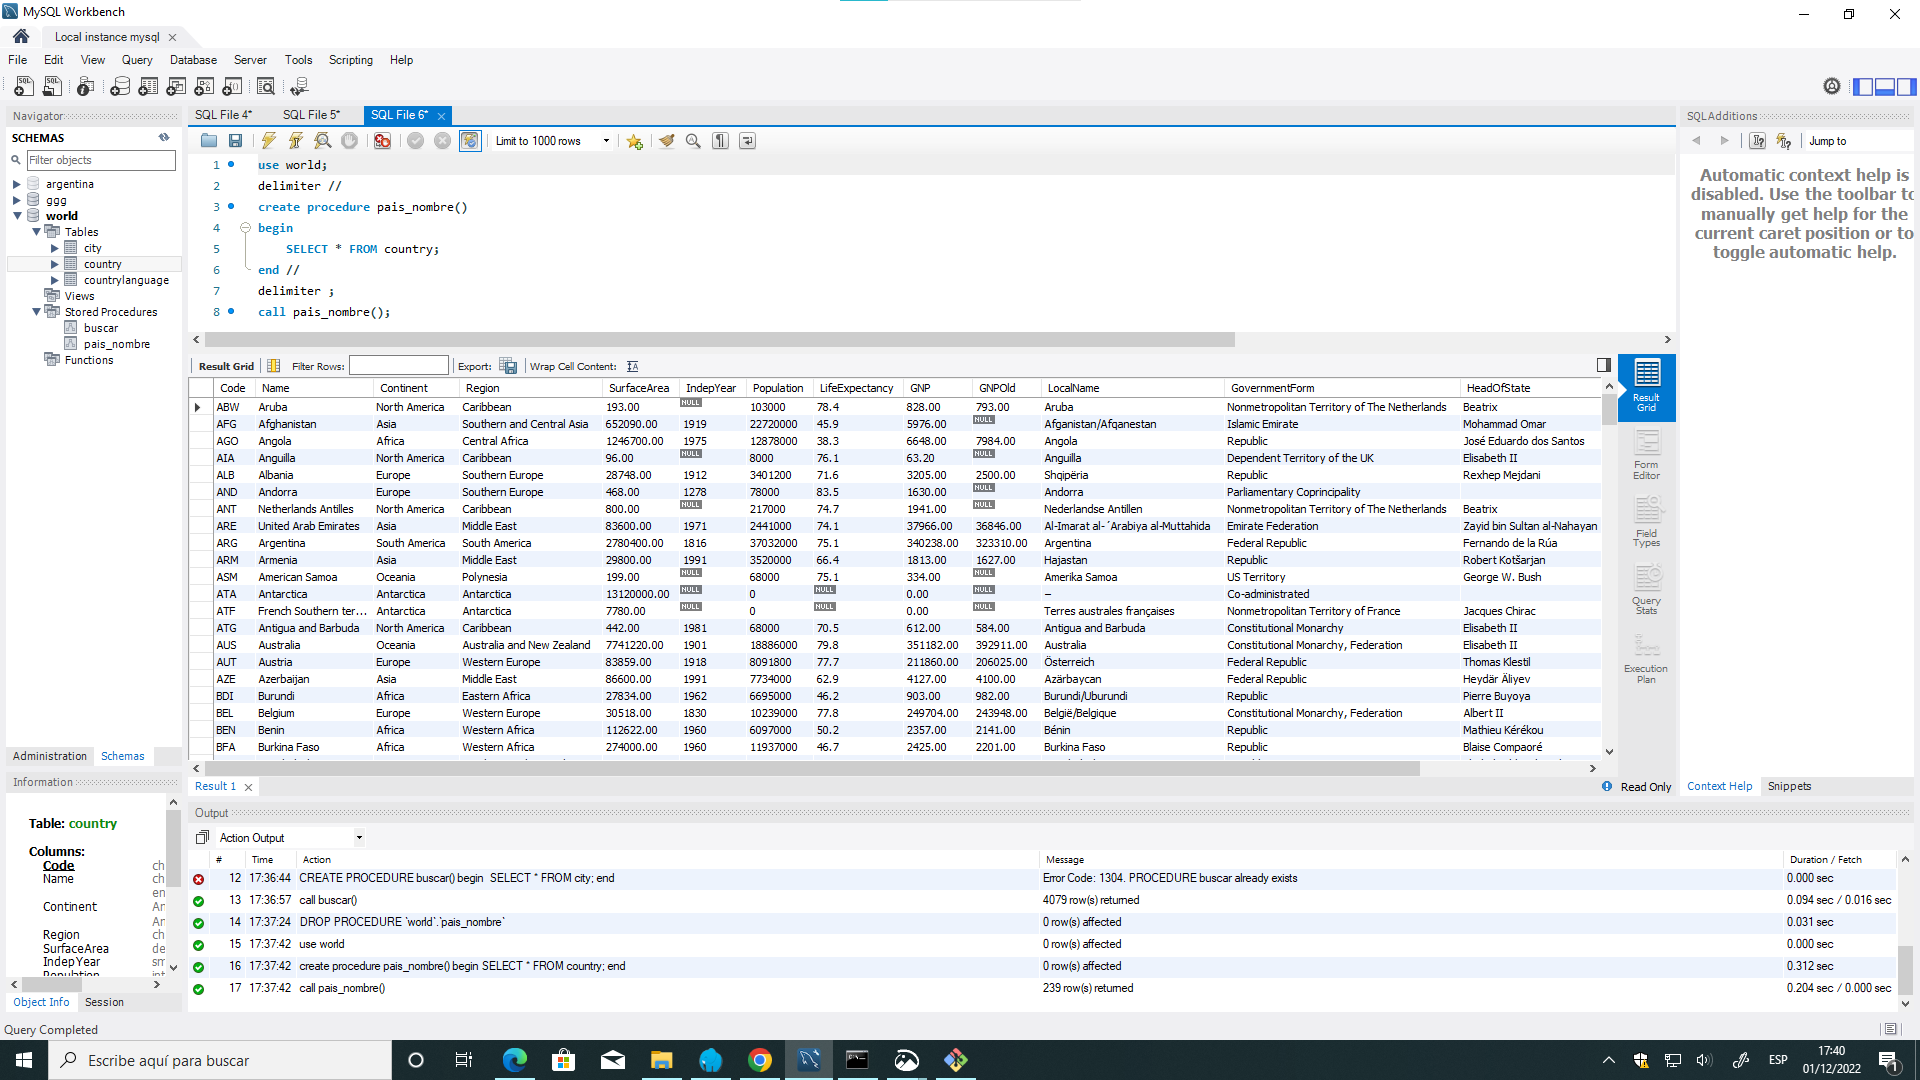 MySQL Workbench
Local instance mysql
File Edit View Query Database Server Tools Scripting Help
Navigator
SCHEMAS
Filter objects
argentina
ggg
world
Tables
city
country
countrylanguage
Views
Stored Procedures
buscar
pais_nombre
Functions
Administration Schemas
Information
Table: country
Columns:
Code ch
Name ch
en
Continent Ar
Ar
Region ch
SurfaceArea de
IndepYear sm
Population int
Object Info Session
SQL File 4* SQL File 5* SQL File 6*
Limit to 1000 rows
1 use world;
2 delimiter //
3 create procedure pais_nombre()
4 begin
5 SELECT * FROM country;
6 end //
7 delimiter ;
8 call pais_nombre();
Result Grid Filter Rows: Export: Wrap Cell Content:
Code Name Continent Region SurfaceArea IndepYear Population LifeExpectancy GNP GNPOld LocalName GovernmentForm HeadOfState
ABW Aruba North America Caribbean 193.00 NULL 103000 78.4 828.00 793.00 Aruba Nonmetropolitan Territory of The Netherlands Beatrix
AFG Afghanistan Asia Southern and Central Asia 652090.00 1919 22720000 45.9 5976.00 NULL Afganistan/Afqanestan Islamic Emirate Mohammad Omar
AGO Angola Africa Central Africa 1246700.00 1975 12878000 38.3 6648.00 7984.00 Angola Republic José Eduardo dos Santos
AIA Anguilla North America Caribbean 96.00 NULL 8000 76.1 63.20 NULL Anguilla Dependent Territory of the UK Elisabeth II
ALB Albania Europe Southern Europe 28748.00 1912 3401200 71.6 3205.00 2500.00 Shqipëria Republic Rexhep Mejdani
AND Andorra Europe Southern Europe 468.00 1278 78000 83.5 1630.00 NULL Andorra Parliamentary Coprincipality
ANT Netherlands Antilles North America Caribbean 800.00 NULL 217000 74.7 1941.00 NULL Nederlandse Antillen Nonmetropolitan Territory of The Netherlands Beatrix
ARE United Arab Emirates Asia Middle East 83600.00 1971 2441000 74.1 37966.00 36846.00 Al-Imarat al-´Arabiya al-Muttahida Emirate Federation Zayid bin Sultan al-Nahayan
ARG Argentina South America South America 2780400.00 1816 37032000 75.1 340238.00 323310.00 Argentina Federal Republic Fernando de la Rúa
ARM Armenia Asia Middle East 29800.00 1991 3520000 66.4 1813.00 1627.00 Hajastan Republic Robert Kotšarjan
ASM American Samoa Oceania Polynesia 199.00 NULL 68000 75.1 334.00 NULL Amerika Samoa US Territory George W. Bush
ATA Antarctica Antarctica Antarctica 13120000.00 NULL 0 NULL 0.00 NULL – Co-administrated
ATF French Southern ter... Antarctica Antarctica 7780.00 NULL 0 NULL 0.00 NULL Terres australes françaises Nonmetropolitan Territory of France Jacques Chirac
ATG Antigua and Barbuda North America Caribbean 442.00 1981 68000 70.5 612.00 584.00 Antigua and Barbuda Constitutional Monarchy Elisabeth II
AUS Australia Oceania Australia and New Zealand 7741220.00 1901 18886000 79.8 351182.00 392911.00 Australia Constitutional Monarchy, Federation Elisabeth II
AUT Austria Europe Western Europe 83859.00 1918 8091800 77.7 211860.00 206025.00 Österreich Federal Republic Thomas Klestil
AZE Azerbaijan Asia Middle East 86600.00 1991 7734000 62.9 4127.00 4100.00 Azärbaycan Federal Republic Heydär Äliyev
BDI Burundi Africa Eastern Africa 27834.00 1962 6695000 46.2 903.00 982.00 Burundi/Uburundi Republic Pierre Buyoya
BEL Belgium Europe Western Europe 30518.00 1830 10239000 77.8 249704.00 243948.00 België/Belgique Constitutional Monarchy, Federation Albert II
BEN Benin Africa Western Africa 112622.00 1960 6097000 50.2 2357.00 2141.00 Bénin Republic Mathieu Kérékou
BFA Burkina Faso Africa Western Africa 274000.00 1960 11937000 46.7 2425.00 2201.00 Burkina Faso Republic Blaise Compaoré
Result Grid
Form Editor
Field Types
Query Stats
Execution Plan
Result 1
Read Only
Output
Action Output
# Time Action Message Duration / Fetch
12 17:36:44 CREATE PROCEDURE buscar() begin SELECT * FROM city; end Error Code: 1304. PROCEDURE buscar already exists 0.000 sec
13 17:36:57 call buscar() 4079 row(s) returned 0.094 sec / 0.016 sec
14 17:37:24 DROP PROCEDURE `world`.`pais_nombre` 0 row(s) affected 0.031 sec
15 17:37:42 use world 0 row(s) affected 0.000 sec
16 17:37:42 create procedure pais_nombre() begin SELECT * FROM country; end 0 row(s) affected 0.312 sec
17 17:37:42 call pais_nombre() 239 row(s) returned 0.204 sec / 0.000 sec
SQLAdditions
Jump to
Automatic context help is
disabled. Use the toolbar to
manually get help for the
current caret position or to
toggle automatic help.
Context Help Snippets
Query Completed
Escribe aquí para buscar
ESP
17:40
01/12/2022
1